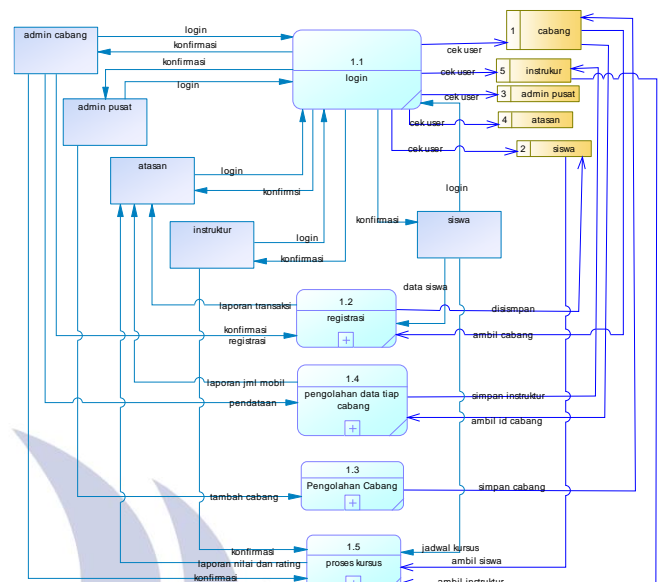 admin cabang
login
konfirmasi
1.1
login
cek user
1
cabang
konfirmasi
login
admin pusat
cek user
5
instrukur
cek user
3
admin pusat
cek user
4
atasan
cek user
2
siswa
atasan
login
konfirmsi
login
instruktur
login
konfirmasi
konfirmasi
siswa
data siswa
laporan transaksi
1.2
registrasi
disismpan
konfirmasi
registrasi
ambil cabang
laporan jml mobil
1.4
pengolahan data tiap
cabang
pendataan
simpan instruktur
ambil id cabang
1.3
Pengolahan Cabang
tambah cabang
simpan cabang
1.5
proses kursus
konfirmasi
laporan nilai dan rating
konfirmasi
jadwal kursus
ambil siswa
ambil instruktur